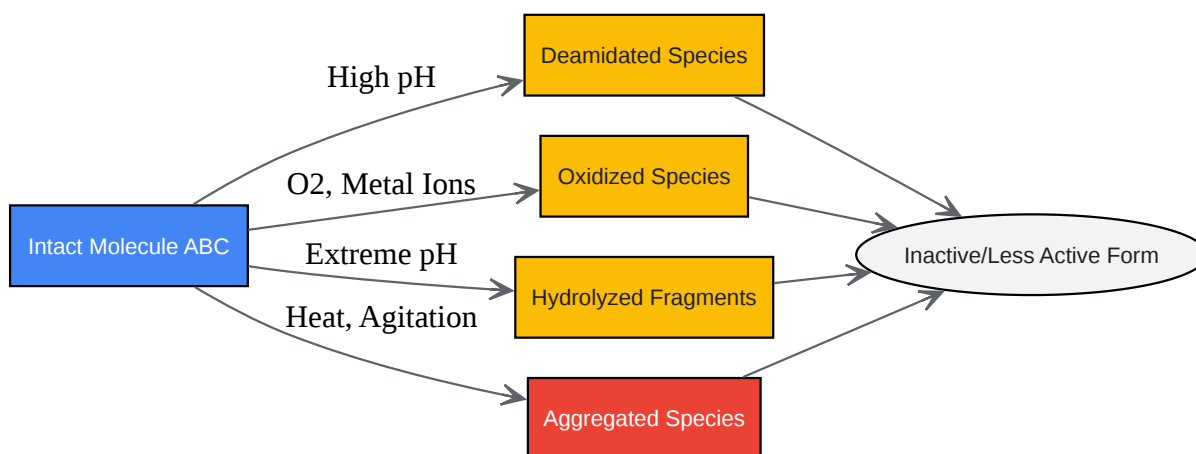 Deamidated Species
High pH
O2, Metal Ions
Oxidized Species
Intact Molecule ABC
Extreme pH
Inactive/Less Active Form
Hydrolyzed Fragments
Heat, Agitation
Aggregated Species